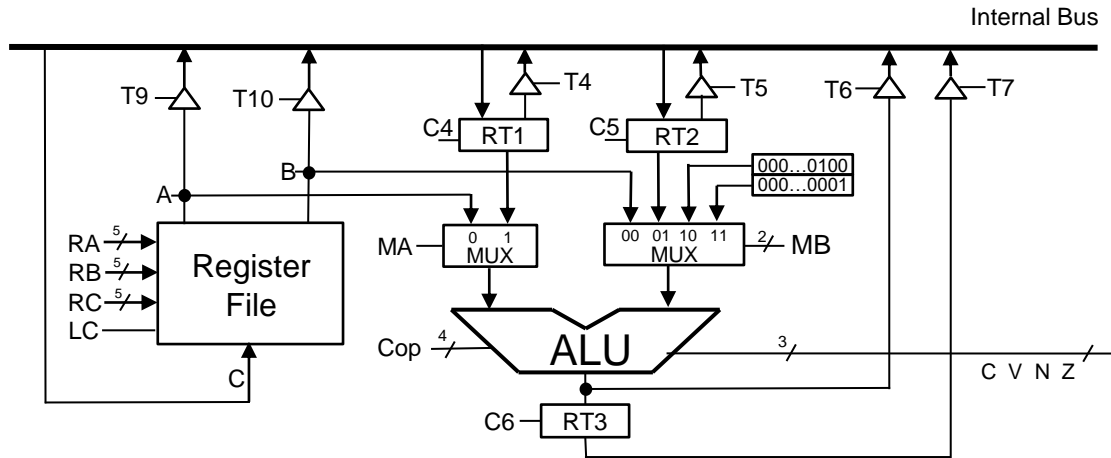 Internal Bus
T9
T10
T4
T5
T6
T7
C4
RT1
C5
RT2
000...0100
000...0001
B
A
RA 5
RB 5
RC 5
LC
Register
File
C
MA
0 1
MUX
00 01 10 11
MUX
2 MB
Cop 4
ALU
3
C V N Z
C6
RT3